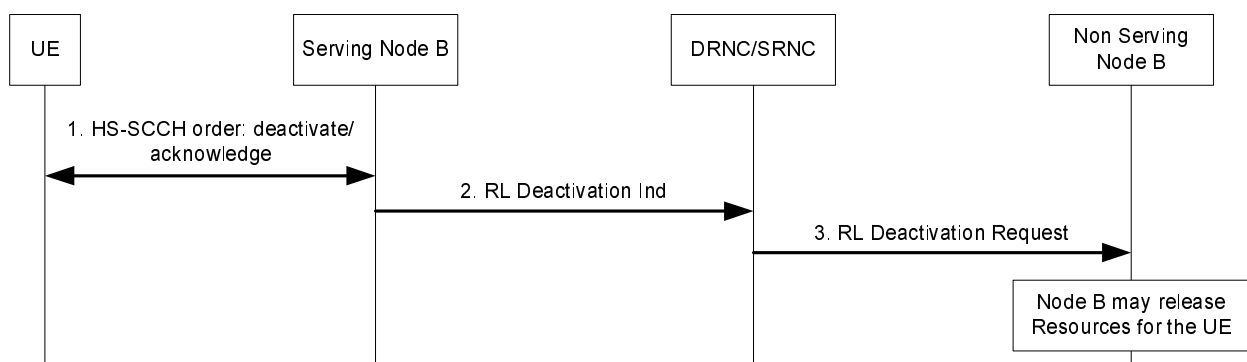 UE
Serving Node B
DRNC/SRNC
Non Serving
Node B
1. HS-SCCH order: deactivate/
acknowledge
2. RL Deactivation Ind
3. RL Deactivation Request
Node B may release
Resources for the UE